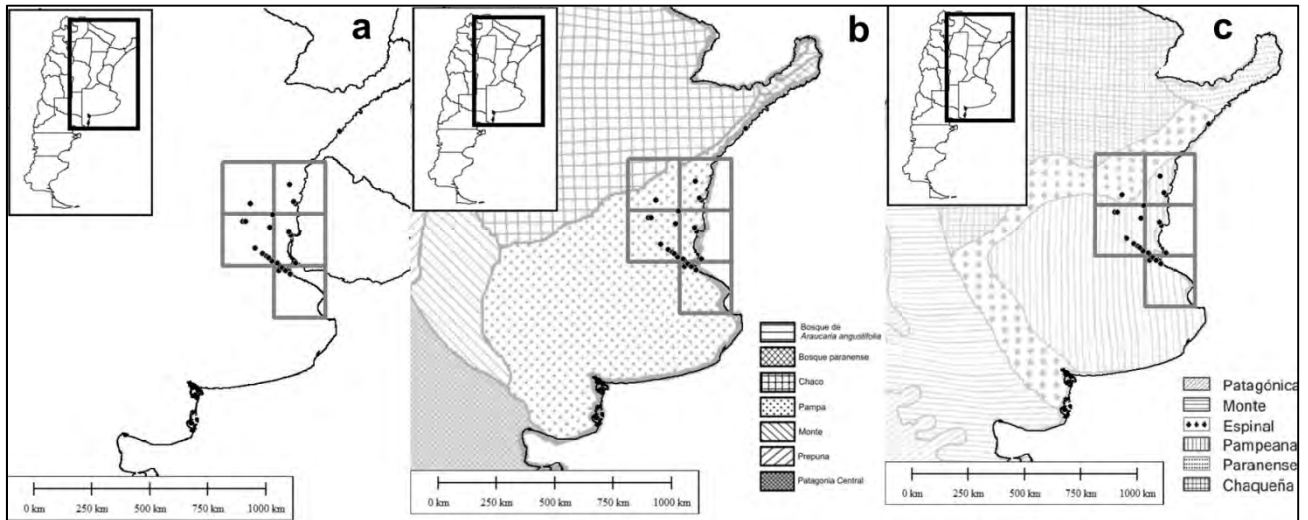 a
0 km 250 km 500 km 750 km 1000 km
b
Bosque de
Araucaria angustifolia
Bosque paranense
Chaco
Pampa
Monte
Prepuna
Patagonia Central
0 km 250 km 500 km 750 km 1000 km
c
Patagónica
Monte
Espinal
Pampeana
Paranense
Chaqueña
0 km 250 km 500 km 750 km 1000 km